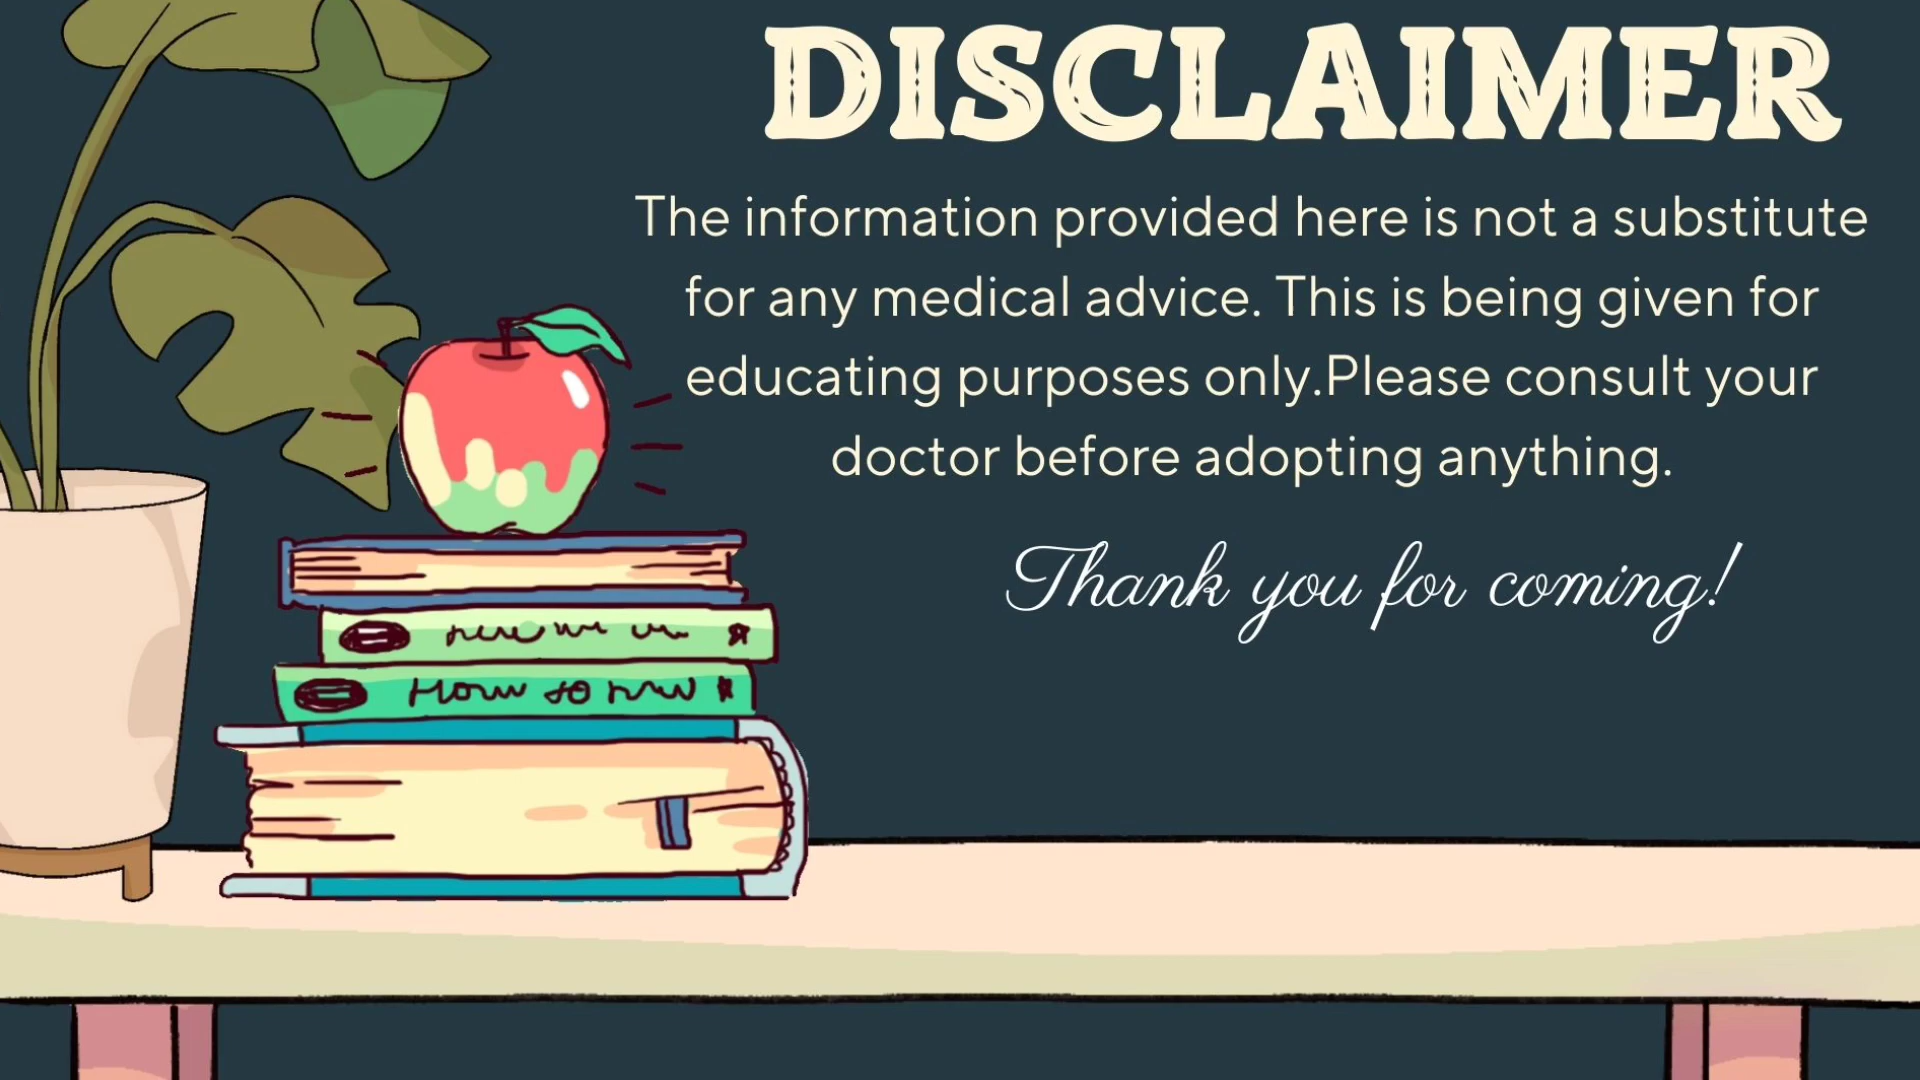 DISCLAIMER
The information provided here is not a substitute
for any medical advice. This is being given for
educating purposes only.Please consult your
doctor before adopting anything.
Thank you for coming!